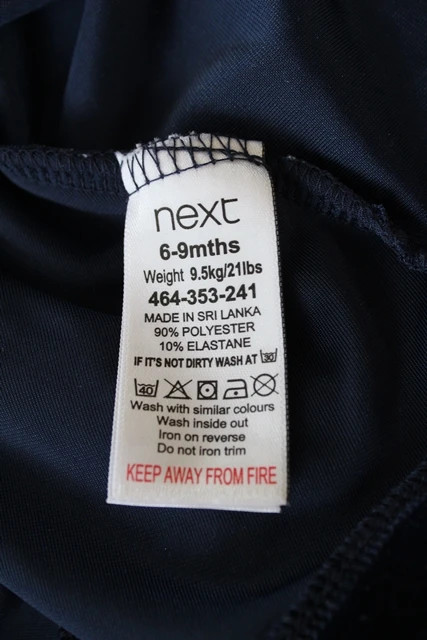 next
6-9mths
Weight 9.5kg/21lbs
464-353-241
MADE IN SRI LANKA
90% POLYESTER
10% ELASTANE
IF IT'S NOT DIRTY WASH AT 30
40
Wash with similar colours
Wash inside out
Iron on reverse
Do not iron trim
KEEP AWAY FROM FIRE